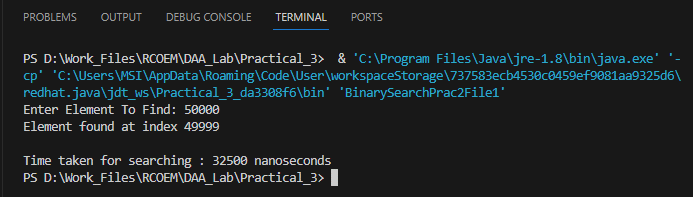 PROBLEMS OUTPUT DEBUG CONSOLE TERMINAL PORTS
PS D:\Work_Files\RCOEM\DAA_Lab\Practical_3> & 'C:\Program Files\Java\jre-1.8\bin\java.exe' '-
cp' 'C:\Users\MSI\AppData\Roaming\Code\User\workspaceStorage\737583ecb4530c0459ef9081aa9325d6\
redhat.java\jdt_ws\Practical_3_da3308f6\bin' 'BinarySearchPrac2File1'
Enter Element To Find: 50000
Element found at index 49999
Time taken for searching : 32500 nanoseconds
PS D:\Work_Files\RCOEM\DAA_Lab\Practical_3>